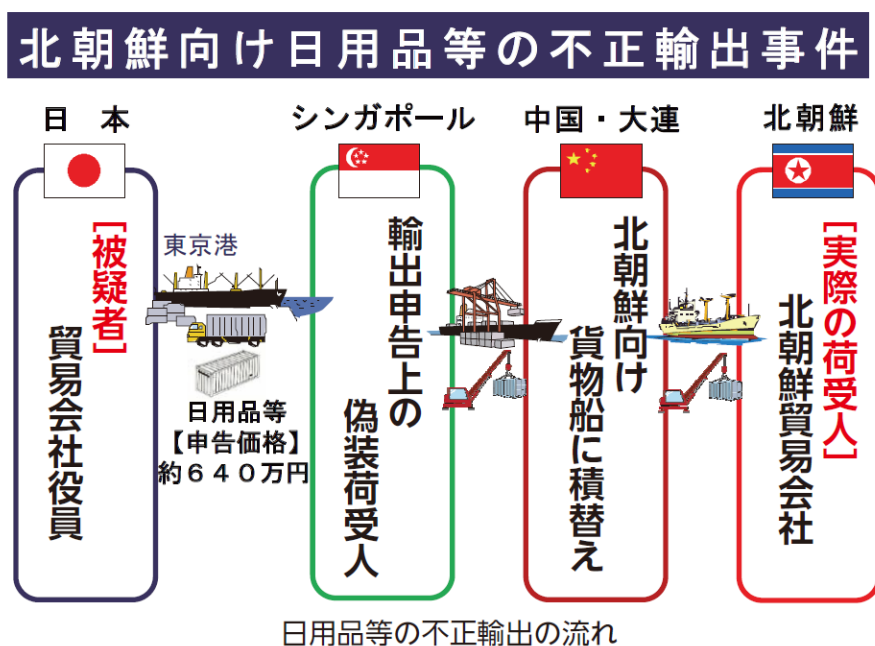 北朝鮮向け日用品等の不正輸出事件
日本
［被疑者］
貿易会社役員
東京港
日用品等
【申告価格】
約６４０万円
シンガポール
輸出申告上の
偽装荷受人
中国・大連
北朝鮮向け
貨物船に積替え
北朝鮮
［実際の荷受人］
北朝鮮貿易会社
日用品等の不正輸出の流れ